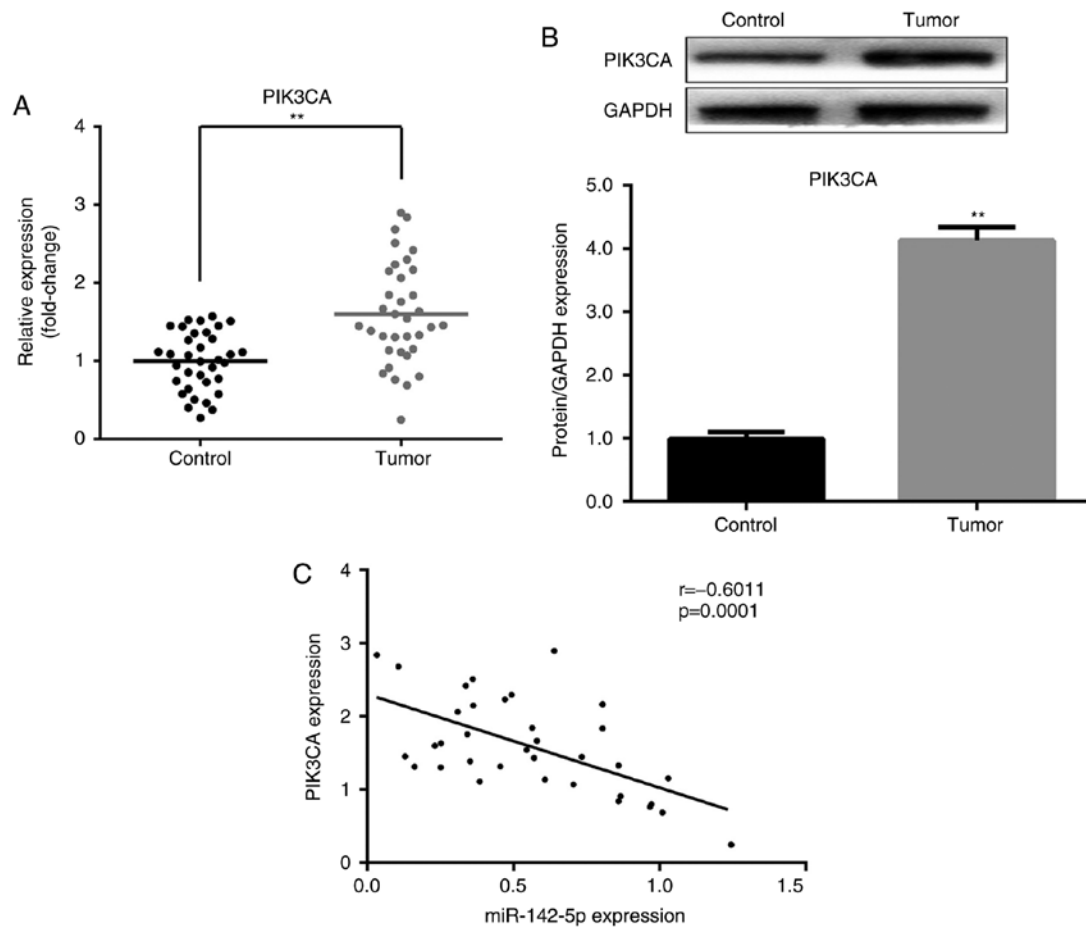 A
PIK3CA
**
4
3
2
1
0
Relative expression
(fold-change)
Control Tumor
B
Control Tumor
PIK3CA
GAPDH
PIK3CA
**
5.0
4.0
3.0
2.0
1.0
0.0
Protein/GAPDH expression
Control Tumor
C
r=−0.6011
p=0.0001
4
3
2
1
0
PIK3CA expression
0.0 0.5 1.0 1.5
miR-142-5p expression